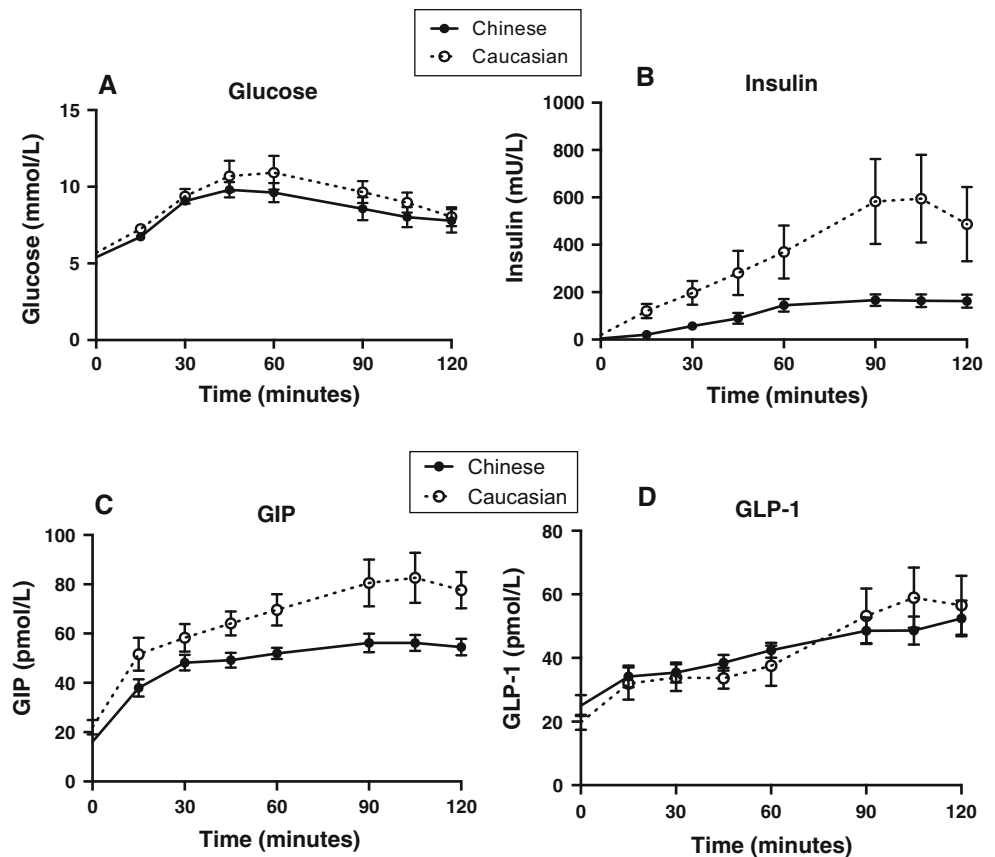 Chinese
Caucasian
A
Glucose
Glucose (mmol/L)
15
10
5
0
0 30 60 90 120
Time (minutes)
B
Insulin
Insulin (mU/L)
1000
800
600
400
200
0
0 30 60 90 120
Time (minutes)
Chinese
Caucasian
C
GIP
GIP (pmol/L)
100
80
60
40
20
0
0 30 60 90 120
Time (minutes)
D
GLP-1
GLP-1 (pmol/L)
80
60
40
20
0
0 30 60 90 120
Time (minutes)